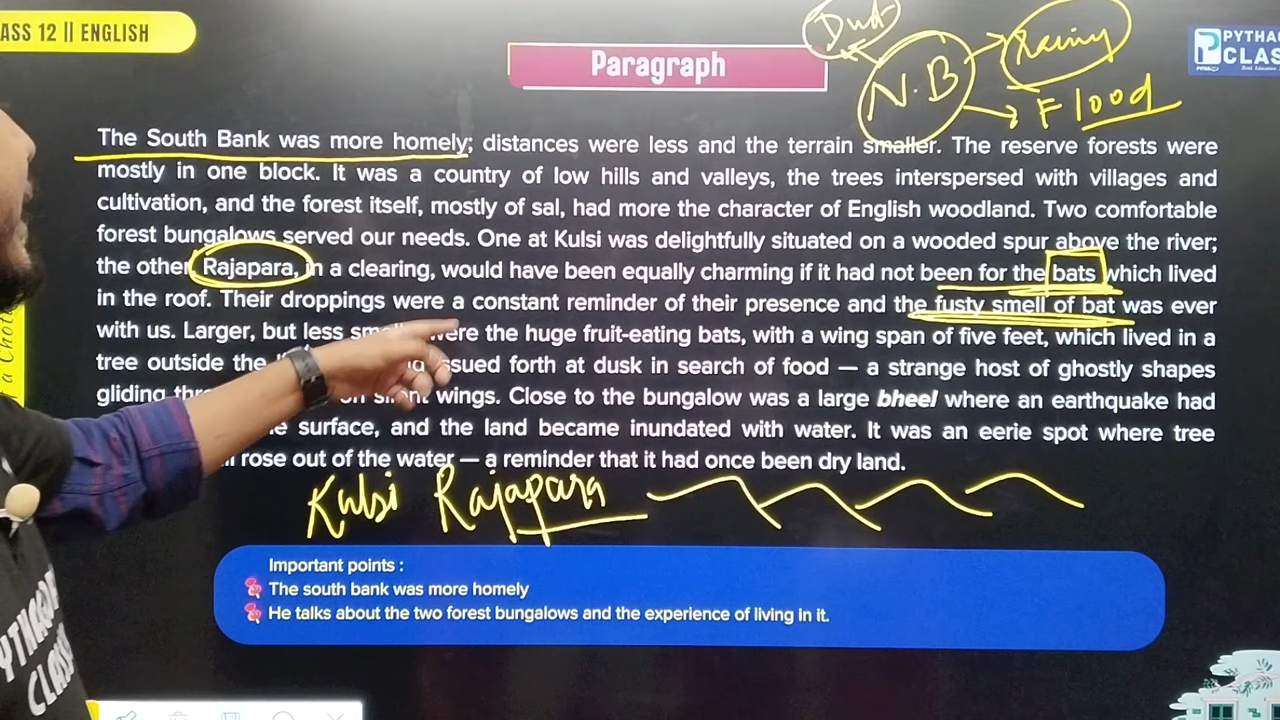 ASS 12 || ENGLISH
Paragraph
N.B
Rainy
Flood
PYTHA
CLAS
The South Bank was more homely; distances were less and the terrain smaller. The reserve forests were
mostly in one block. It was a country of low hills and valleys, the trees interspersed with villages and
cultivation, and the forest itself, mostly of sal, had more the character of English woodland. Two comfortable
forest bungalows served our needs. One at Kulsi was delightfully situated on a wooded spur above the river;
the other Rajapara, in a clearing, would have been equally charming if it had not been for the bats which lived
in the roof. Their droppings were a constant reminder of their presence and the fusty smell of bat was ever
with us. Larger, but less were the huge fruit-eating bats, with a wing span of five feet, which lived in a
tree outside the issued forth at dusk in search of food — a strange host of ghostly shapes
gliding on silent wings. Close to the bungalow was a large bheel where an earthquake had
surface, and the land became inundated with water. It was an eerie spot where tree
rose out of the water — a reminder that it had once been dry land.
Kulsi Rajapara
Important points :
The south bank was more homely
He talks about the two forest bungalows and the experience of living in it.
a Chota
PYTHAGOR
CLASS